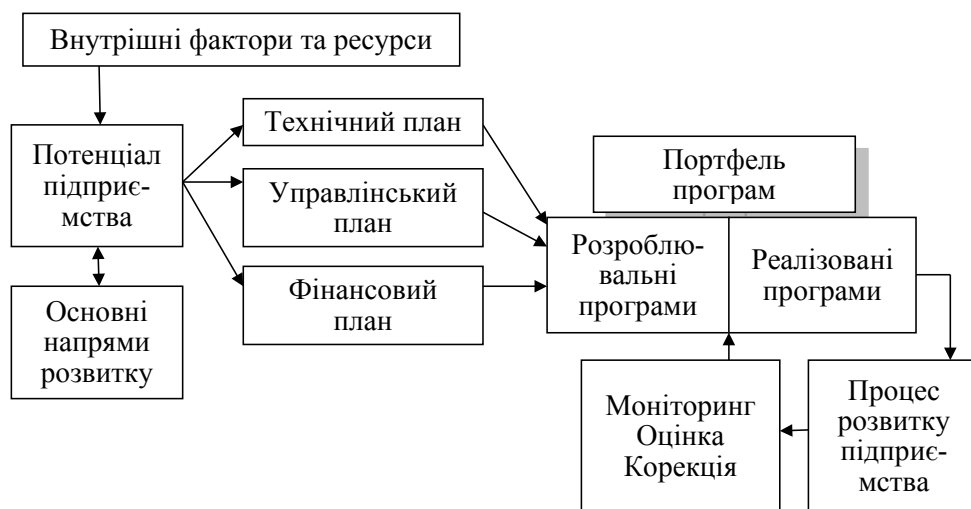 Внутрішні фактори та ресурси
Потенціал
підприє-
мства
Основні
напрями
розвитку
Технічний план
Управлінський
план
Фінансовий
план
Портфель
програм
Розроблю-
вальні
програми
Реалізовані
програми
Моніторинг
Оцінка
Корекція
Процес
розвитку
підприє-
мства